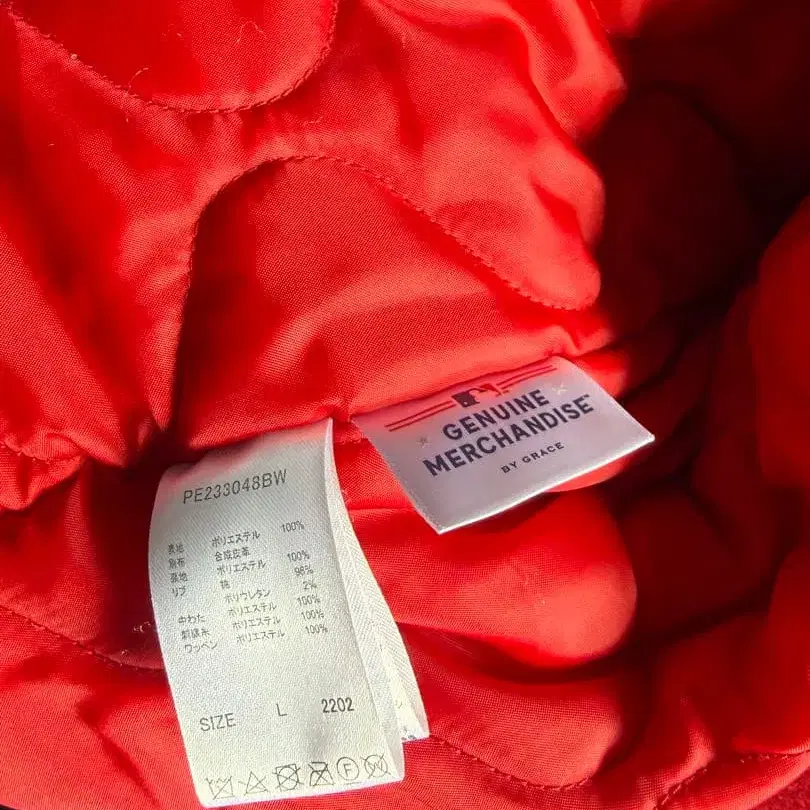 GENUINE
MERCHANDISE™
BY GRACE
PE233048BW
表地 ポリエステル 100%
別布 合成皮革
裏地 ポリエステル 100%
リブ 綿 96%
ポリウレタン 2%
中わた ポリエステル 100%
刺繍糸 ポリエステル 100%
ワッペン ポリエステル 100%
SIZE L 2202